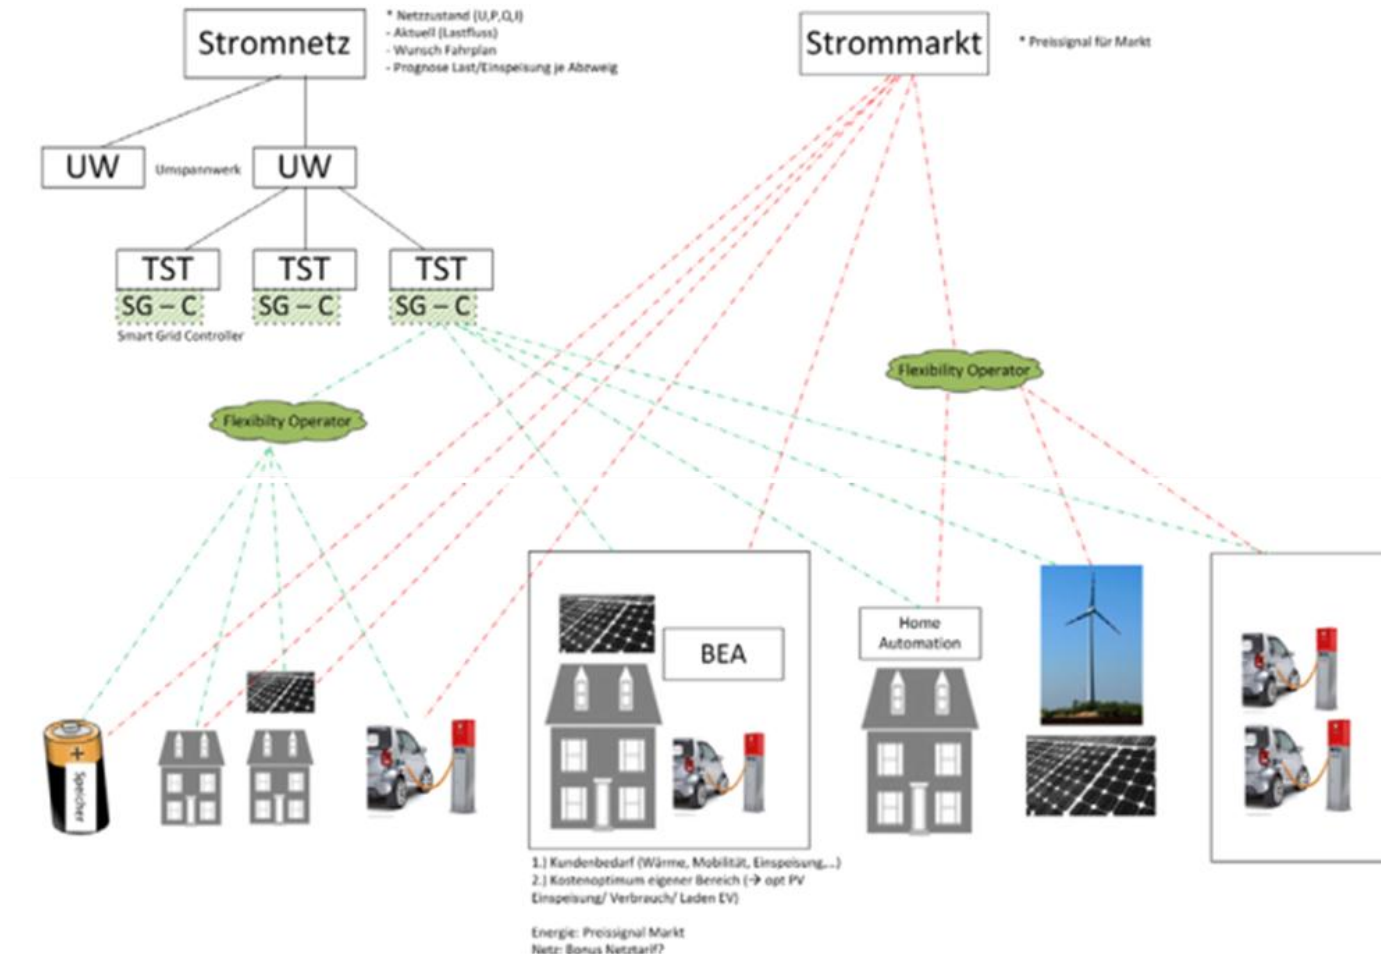 Stromnetz
* Netzzustand (U,P,Q,I)
- Aktuell (Lastfluss)
- Wunsch Fahrplan
- Prognose Last/Einspeisung je Abzweig
Strommarkt
* Preissignal für Markt
UW
Umspannwerk
UW
TST
TST
TST
SG – C
SG – C
SG – C
Smart Grid Controller
Flexibility Operator
Flexibilty Operator
Home
Automation
BEA
+
Speicher
1.) Kundenbedarf (Wärme, Mobilität, Einspeisung,...)
2.) Kostenoptimum eigener Bereich (→ opt PV
Einspeisung/ Verbrauch/ Laden EV)
Energie: Preissignal Markt
Netz: Bonus Netztarif?